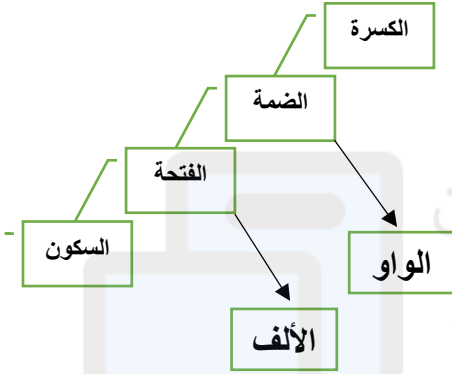 الكسرة
الضمة
الفتحة
السكون
الواو
الألف